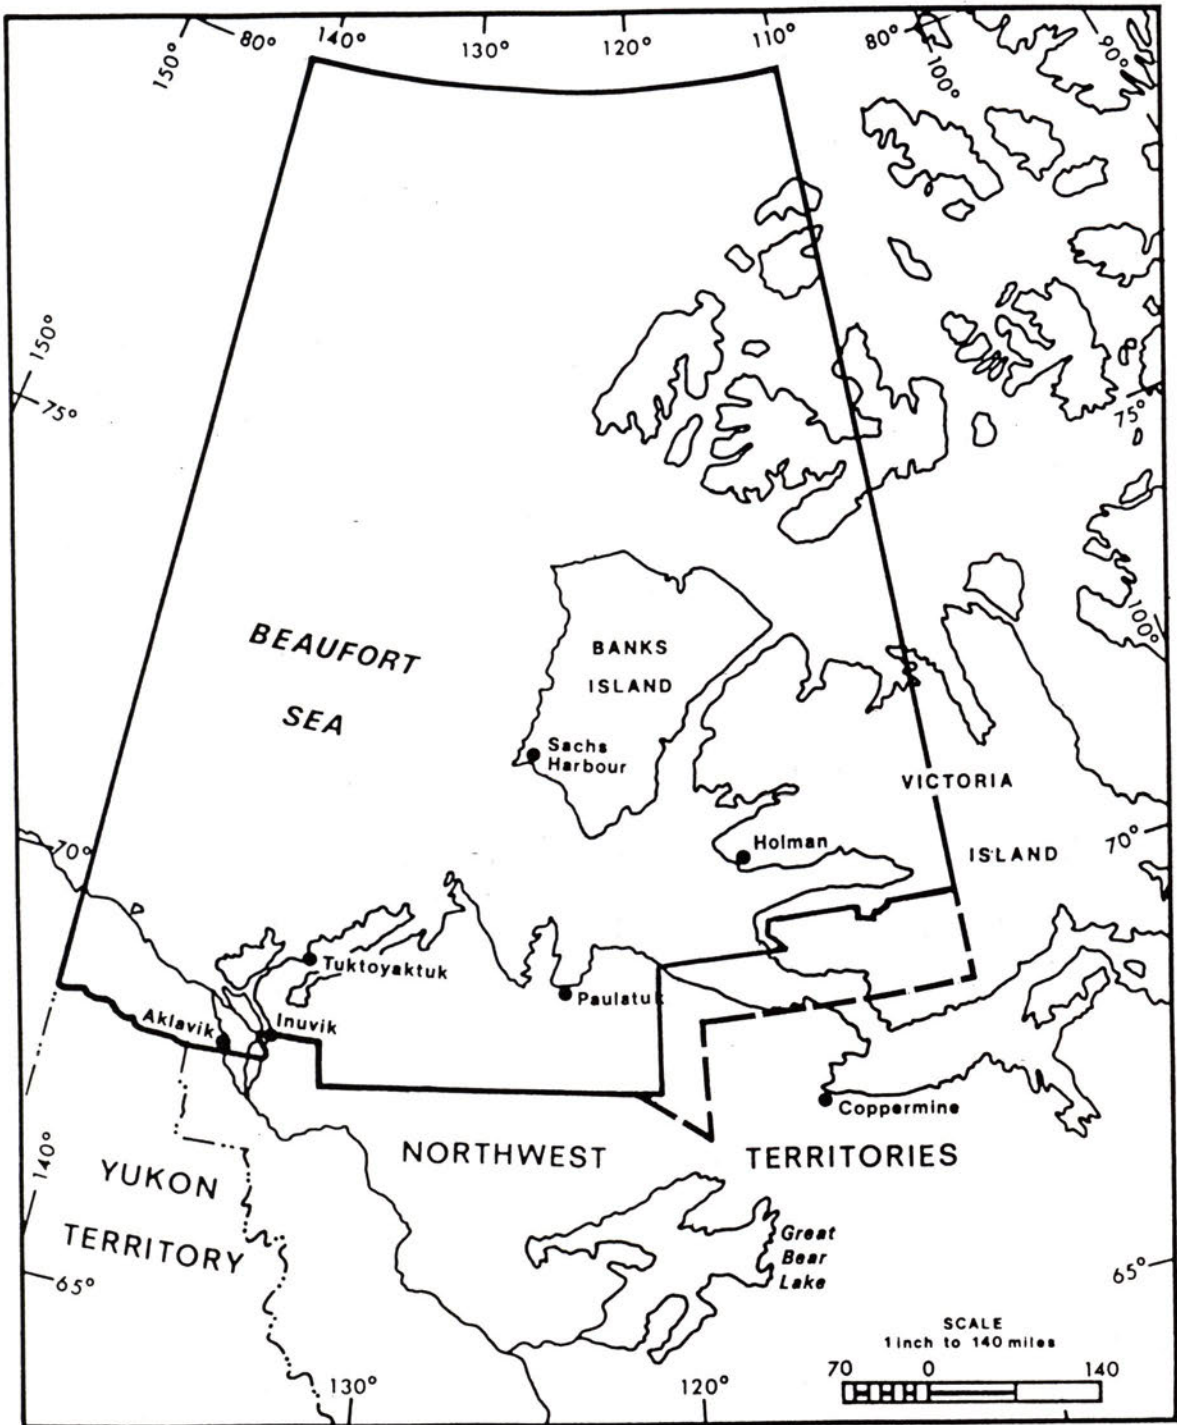 150°
80°
140°
130°
120°
110°
80°
100°
90°
150°
75°
75°
BEAUFORT
SEA
BANKS
ISLAND
100°
Sachs
Harbour
VICTORIA
ISLAND
Holman
70°
70°
Tuktoyaktuk
Paulatuk
Aklavik
Inuvik
Coppermine
NORTHWEST TERRITORIES
140°
YUKON
TERRITORY
Great
Bear
Lake
65°
65°
SCALE
1 inch to 140 miles
70 0 140
130°
120°